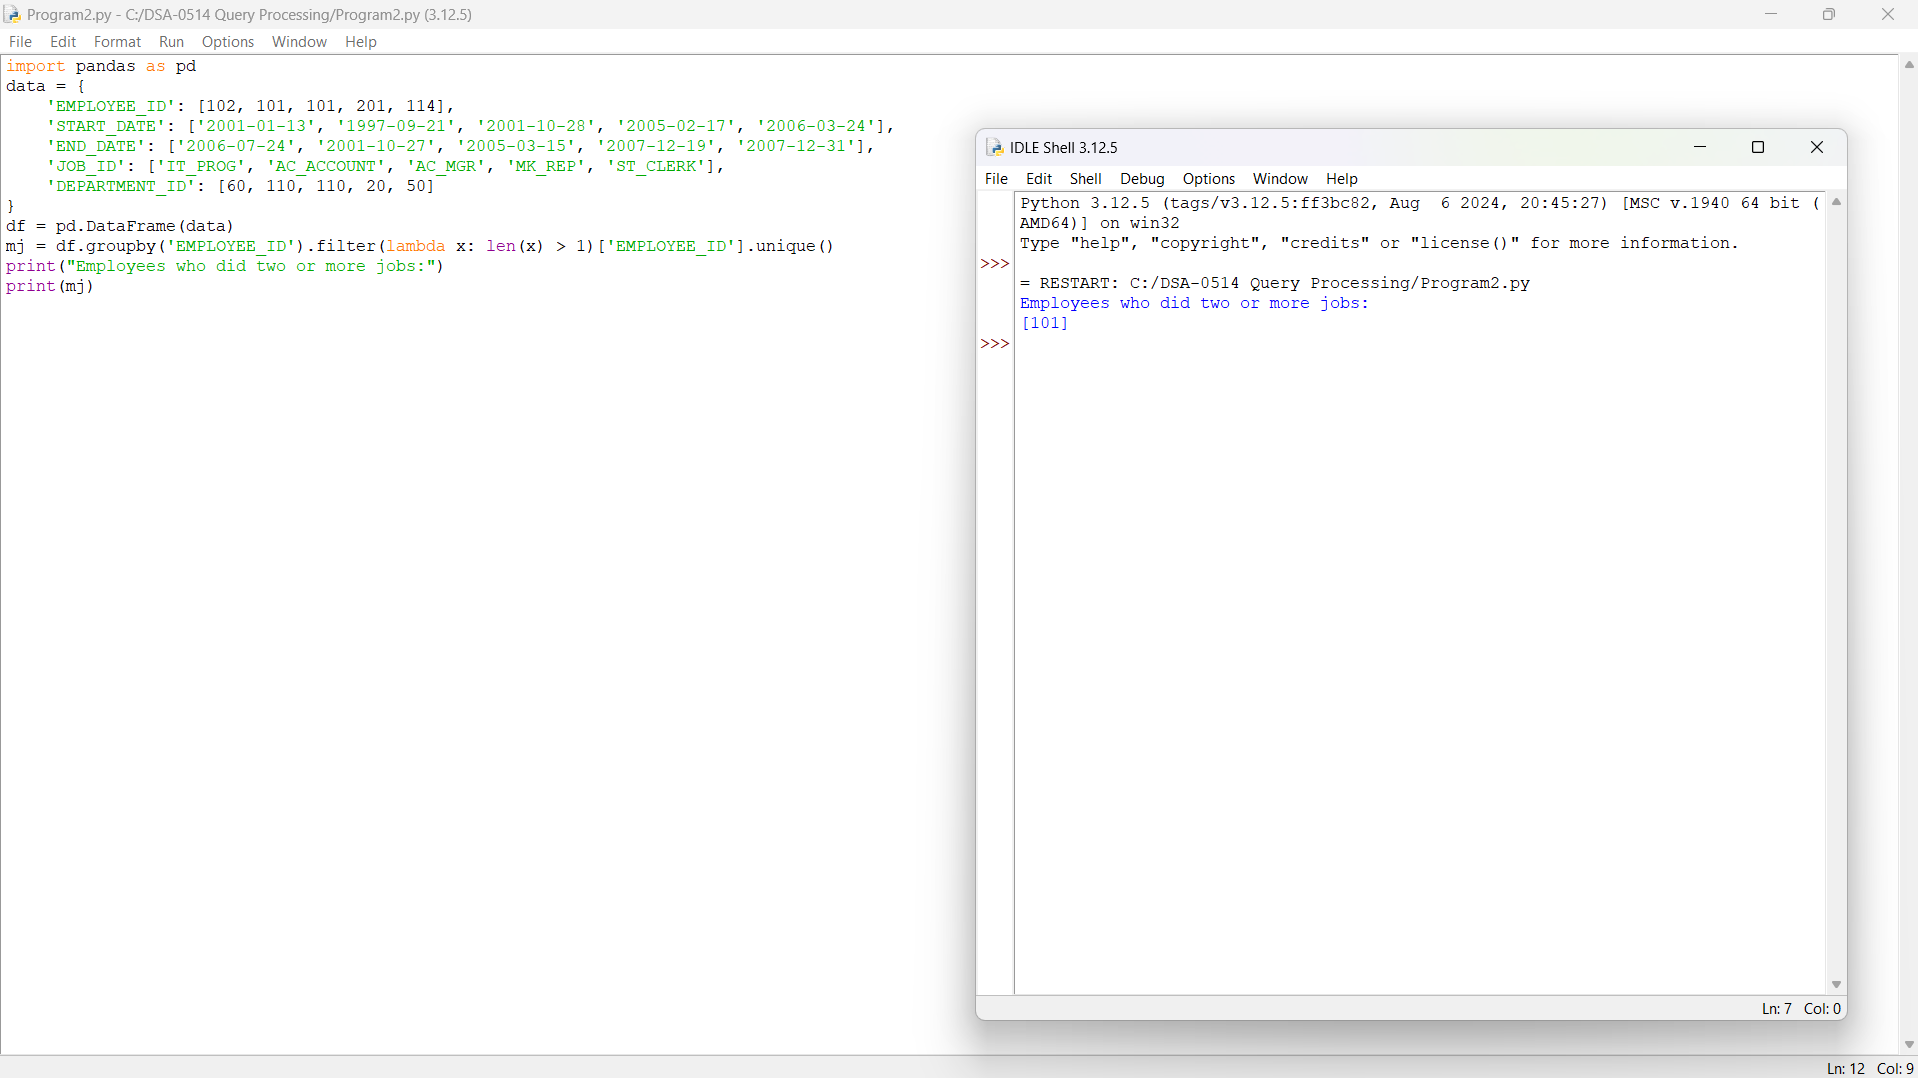 Program2.py - C:/DSA-0514 Query Processing/Program2.py (3.12.5)
File Edit Format Run Options Window Help
import pandas as pd
data = {
    'EMPLOYEE_ID': [102, 101, 101, 201, 114],
    'START_DATE': ['2001-01-13', '1997-09-21', '2001-10-28', '2005-02-17', '2006-03-24'],
    'END_DATE': ['2006-07-24', '2001-10-27', '2005-03-15', '2007-12-19', '2007-12-31'],
    'JOB_ID': ['IT_PROG', 'AC_ACCOUNT', 'AC_MGR', 'MK_REP', 'ST_CLERK'],
    'DEPARTMENT_ID': [60, 110, 110, 20, 50]
}
df = pd.DataFrame(data)
mj = df.groupby('EMPLOYEE_ID').filter(lambda x: len(x) > 1)['EMPLOYEE_ID'].unique()
print("Employees who did two or more jobs:")
print(mj)
IDLE Shell 3.12.5
File Edit Shell Debug Options Window Help
Python 3.12.5 (tags/v3.12.5:ff3bc82, Aug  6 2024, 20:45:27) [MSC v.1940 64 bit (
AMD64)] on win32
Type "help", "copyright", "credits" or "license()" for more information.
>>>
= RESTART: C:/DSA-0514 Query Processing/Program2.py
Employees who did two or more jobs:
[101]
>>>
Ln: 7 Col: 0
Ln: 12 Col: 9